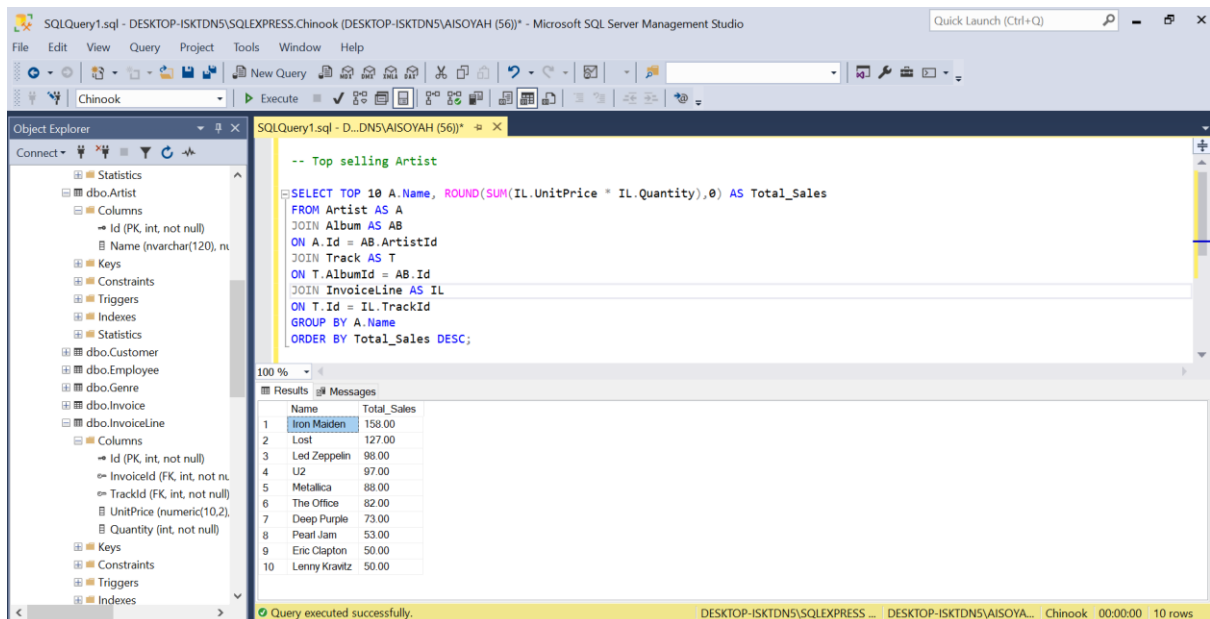 SQLQuery1.sql - DESKTOP-ISKTDN5\SQLEXPRESS.Chinook (DESKTOP-ISKTDN5\AISOYAH (56))* - Microsoft SQL Server Management Studio
Quick Launch (Ctrl+Q)
File Edit View Query Project Tools Window Help
New Query
Chinook
Execute
Object Explorer
Connect
Statistics
dbo.Artist
Columns
Id (PK, int, not null)
Name (nvarchar(120), nu
Keys
Constraints
Triggers
Indexes
Statistics
dbo.Customer
dbo.Employee
dbo.Genre
dbo.Invoice
dbo.InvoiceLine
Columns
Id (PK, int, not null)
InvoiceId (FK, int, not nu
TrackId (FK, int, not null)
UnitPrice (numeric(10,2),
Quantity (int, not null)
Keys
Constraints
Triggers
Indexes
SQLQuery1.sql - D...DN5\AISOYAH (56))*
-- Top selling Artist
SELECT TOP 10 A.Name, ROUND(SUM(IL.UnitPrice * IL.Quantity),0) AS Total_Sales
FROM Artist AS A
JOIN Album AS AB
ON A.Id = AB.ArtistId
JOIN Track AS T
ON T.AlbumId = AB.Id
JOIN InvoiceLine AS IL
ON T.Id = IL.TrackId
GROUP BY A.Name
ORDER BY Total_Sales DESC;
100 %
Results Messages
Name Total_Sales
1 Iron Maiden 158.00
2 Lost 127.00
3 Led Zeppelin 98.00
4 U2 97.00
5 Metallica 88.00
6 The Office 82.00
7 Deep Purple 73.00
8 Pearl Jam 53.00
9 Eric Clapton 50.00
10 Lenny Kravitz 50.00
Query executed successfully.
DESKTOP-ISKTDN5\SQLEXPRESS ... DESKTOP-ISKTDN5\AISOYA... Chinook 00:00:00 10 rows